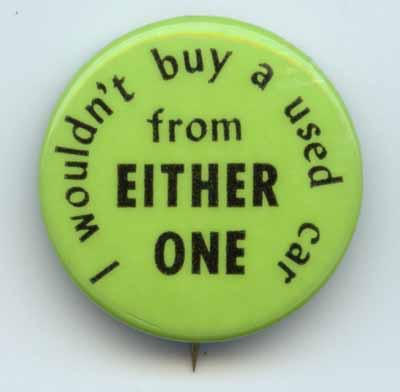 I wouldn't buy a used car
from
EITHER
ONE